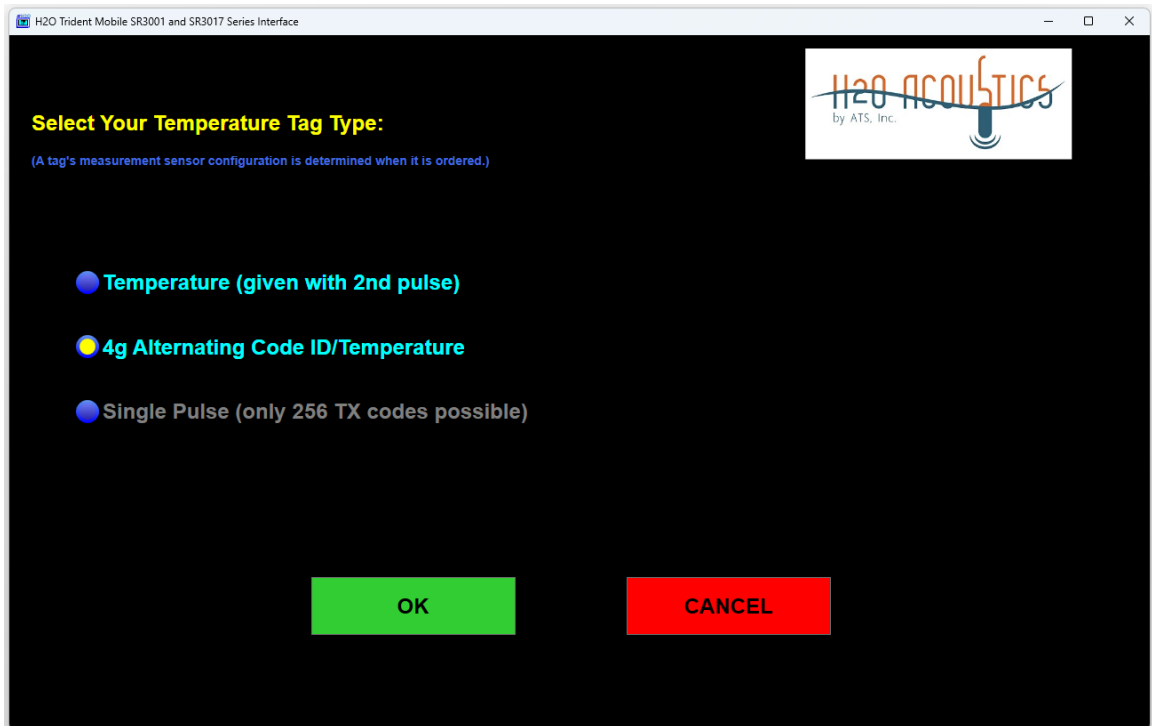 H2O Trident Mobile SR3001 and SR3017 Series Interface
H2O ACOUSTICS
by ATS, Inc.
Select Your Temperature Tag Type:
(A tag's measurement sensor configuration is determined when it is ordered.)
Temperature (given with 2nd pulse)
4g Alternating Code ID/Temperature
Single Pulse (only 256 TX codes possible)
OK
CANCEL